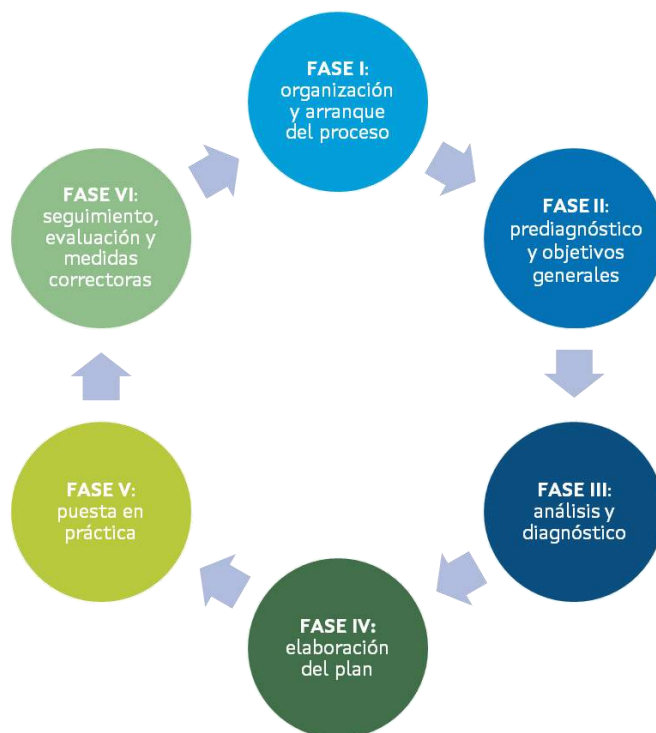 FASE I:
organización
y arranque
del proceso
FASE II:
prediagnóstico
y objetivos
generales
FASE III:
análisis y
diagnóstico
FASE IV:
elaboración
del plan
FASE V:
puesta en
práctica
FASE VI:
seguimiento,
evaluación y
medidas
correctoras